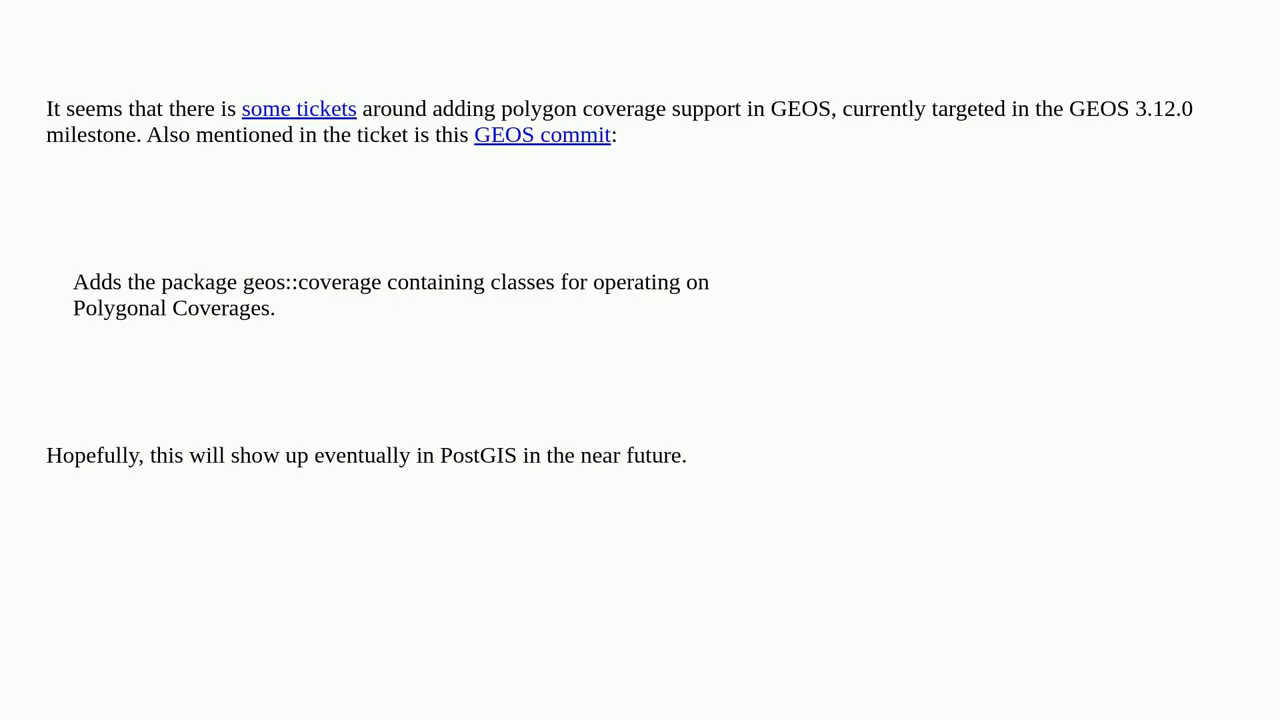 It seems that there is some tickets around adding polygon coverage support in GEOS, currently targeted in the GEOS 3.12.0
milestone. Also mentioned in the ticket is this GEOS commit:
Adds the package geos::coverage containing classes for operating on
Polygonal Coverages.
Hopefully, this will show up eventually in PostGIS in the near future.